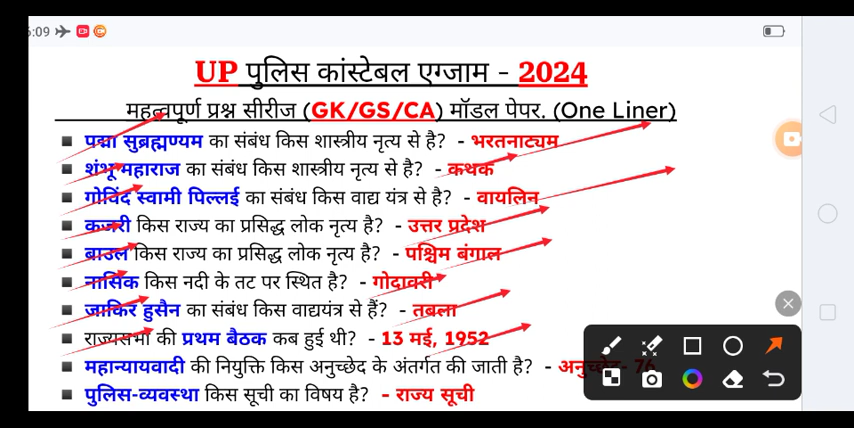 6:09
UP पुलिस कांस्टेबल एग्जाम - 2024
महत्वपूर्ण प्रश्न सीरीज (GK/GS/CA) मॉडल पेपर. (One Liner)
पद्मा सुब्रह्मण्यम का संबंध किस शास्त्रीय नृत्य से है? - भरतनाट्यम
शंभू महाराज का संबंध किस शास्त्रीय नृत्य से है? - कथक
गोविंद स्वामी पिल्लई का संबंध किस वाद्य यंत्र से है? - वायलिन
कजरी किस राज्य का प्रसिद्ध लोक नृत्य है? - उत्तर प्रदेश
बाउल किस राज्य का प्रसिद्ध लोक नृत्य है? - पश्चिम बंगाल
नासिक किस नदी के तट पर स्थित है? - गोदावरी
जाकिर हुसैन का संबंध किस वाद्ययंत्र से हैं? - तबला
राज्यसभा की प्रथम बैठक कब हुई थी? - 13 मई, 1952
महान्यायवादी की नियुक्ति किस अनुच्छेद के अंतर्गत की जाती है? - अनुच्छेद- 76
पुलिस-व्यवस्था किस सूची का विषय है? - राज्य सूची